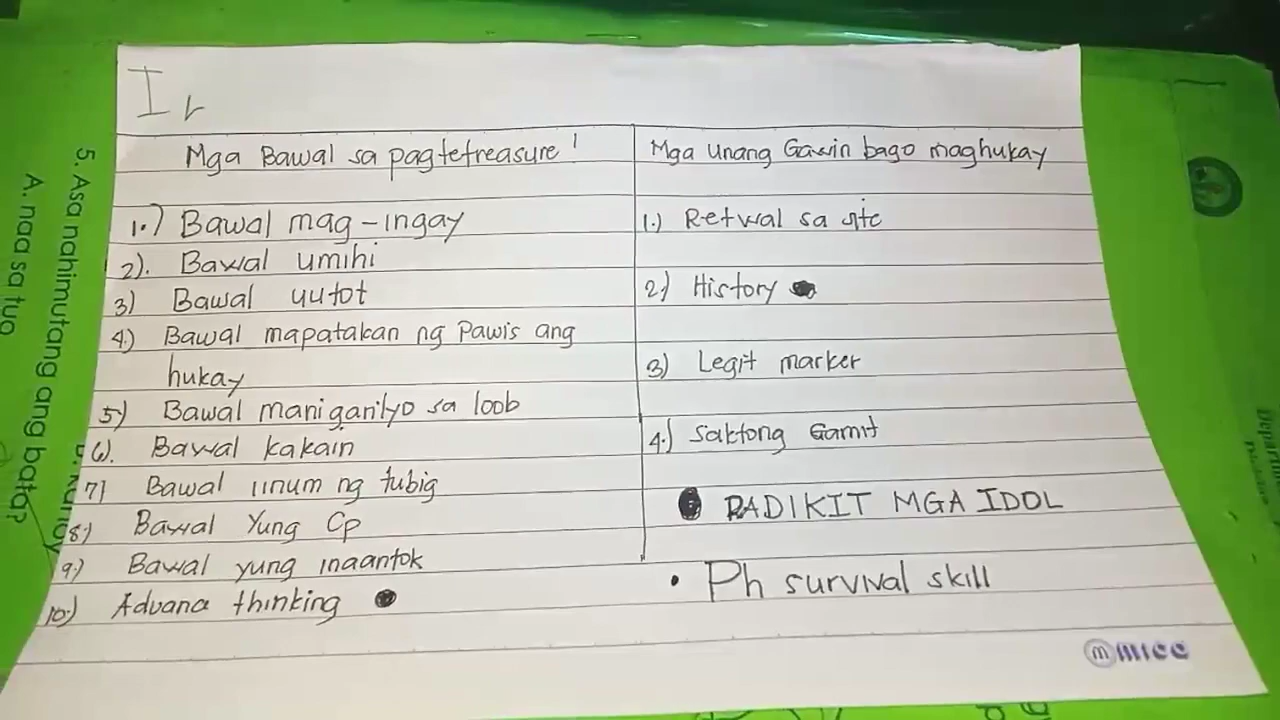 I
Mga Bawal sa pagtetreasure!
1.) Bawal mag-ingay
2). Bawal umihi
3) Bawal uutot
4.) Bawal mapatakan ng Pawis ang
hukay
5) Bawal manigarilyo sa loob
6). Bawal kakain
7) Bawal iinum ng tubig
8.) Bawal Yung Cp
9.) Bawal yung inaantok
10.) Advana thinking
Mga Unang Gawin bago maghukay
1.) Retwal sa site
2.) History
3) Legit marker
4.) Saktong Gamit
PADIKIT MGA IDOL
• Ph survival skill
micc
5. Asa nahimutang ang bata?
A. naa sa tuo